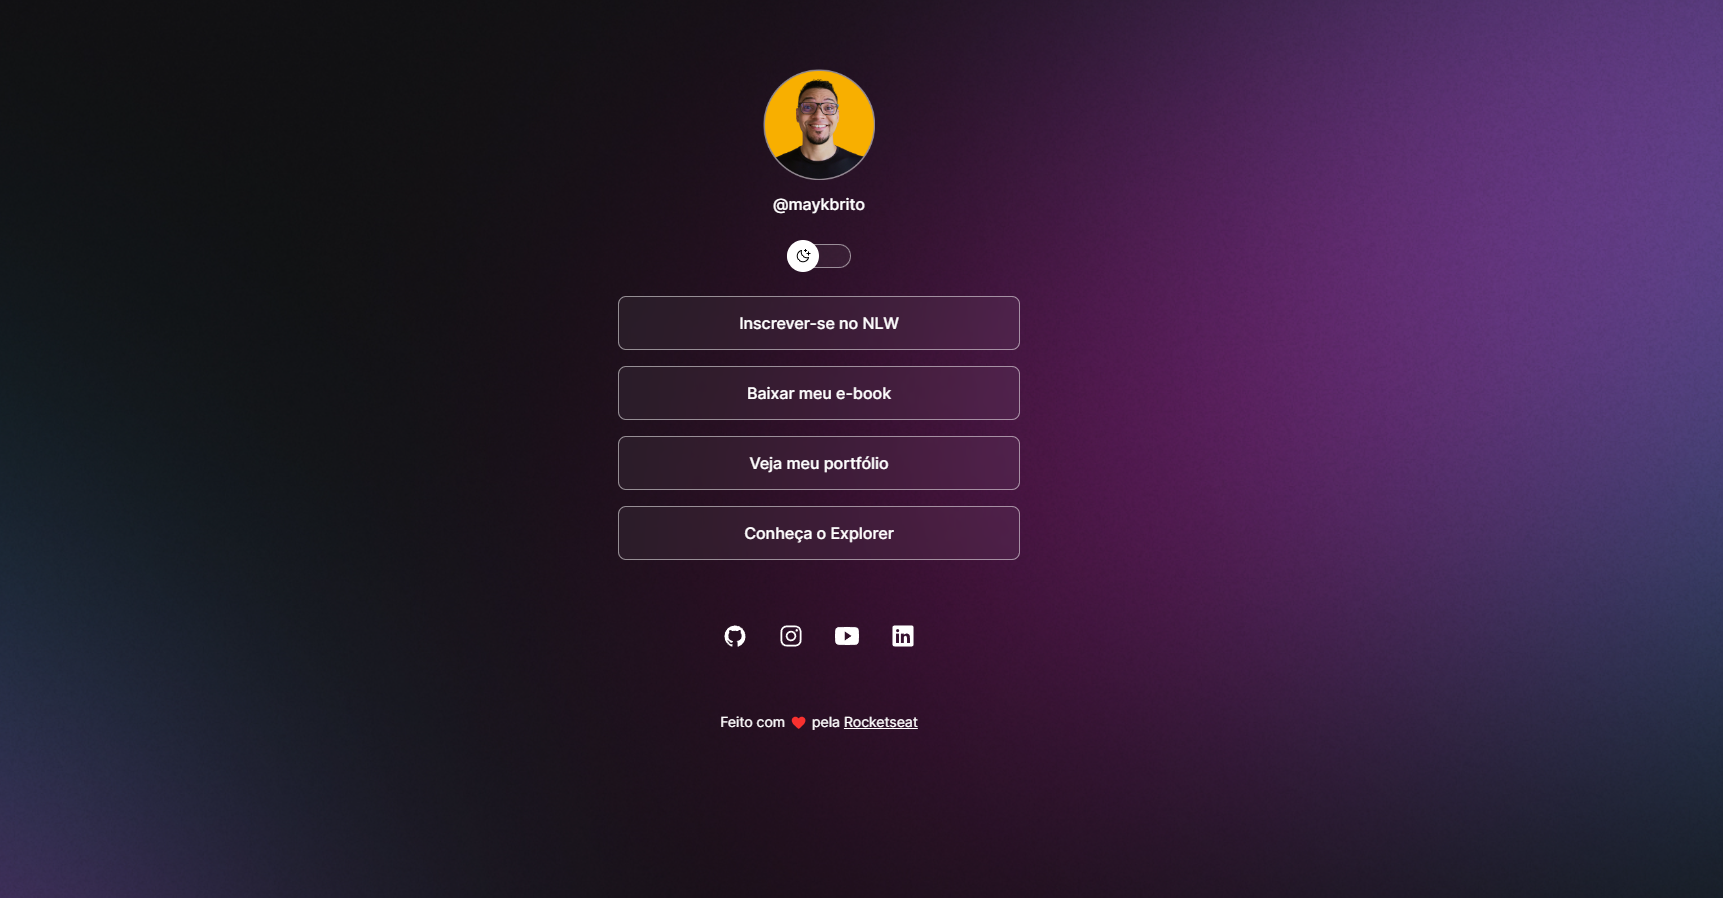 @maykbrito
Inscrever-se no NLW
Baixar meu e-book
Veja meu portfólio
Conheça o Explorer
Feito com ❤ pela Rocketseat